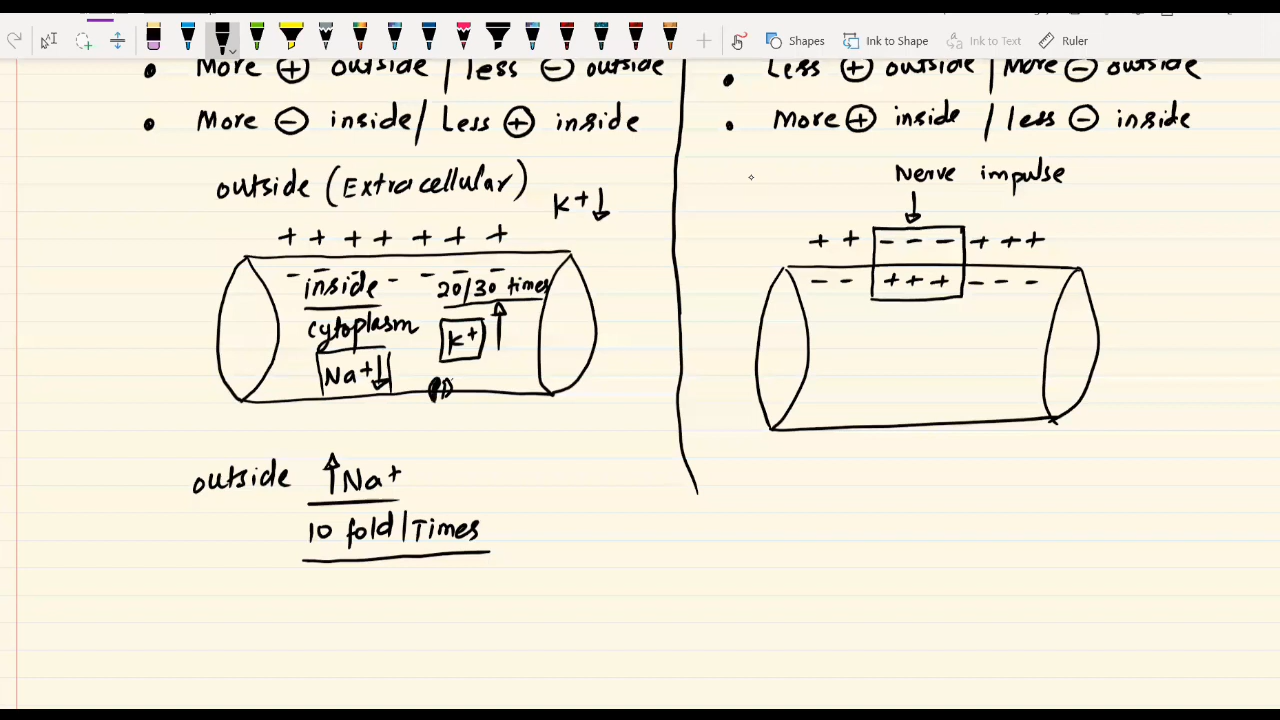 Shapes Ink to Shape Ink to Text Ruler
• More ⊕ outside / less ⊖ outside
• More ⊖ inside / Less ⊕ inside
outside (Extracellular)
K+↓
+ + + + + + +
- - - - - - -
inside 20/30 times
cytoplasm
K+ ↑
Na+↓
outside ↑Na+
10 fold/Times
• Less ⊕ outside / More ⊖ outside
• More ⊕ inside / less ⊖ inside
Nerve impulse
↓
+ + - - - + + +
- - + + + - - -